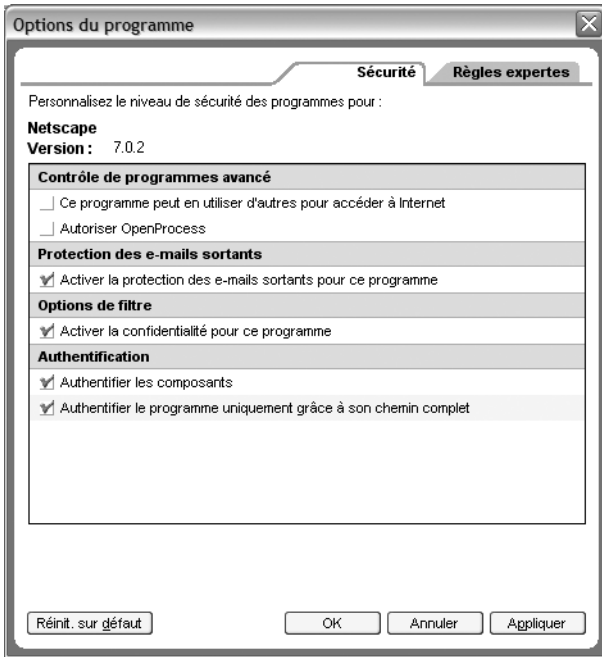 Options du programme
Sécurité
Règles expertes
Personnalisez le niveau de sécurité des programmes pour :
Netscape
Version : 7.0.2
Contrôle de programmes avancé
Ce programme peut en utiliser d'autres pour accéder à Internet
Autoriser OpenProcess
Protection des e-mails sortants
Activer la protection des e-mails sortants pour ce programme
Options de filtre
Activer la confidentialité pour ce programme
Authentification
Authentifier les composants
Authentifier le programme uniquement grâce à son chemin complet
Réinit. sur défaut
OK
Annuler
Appliquer